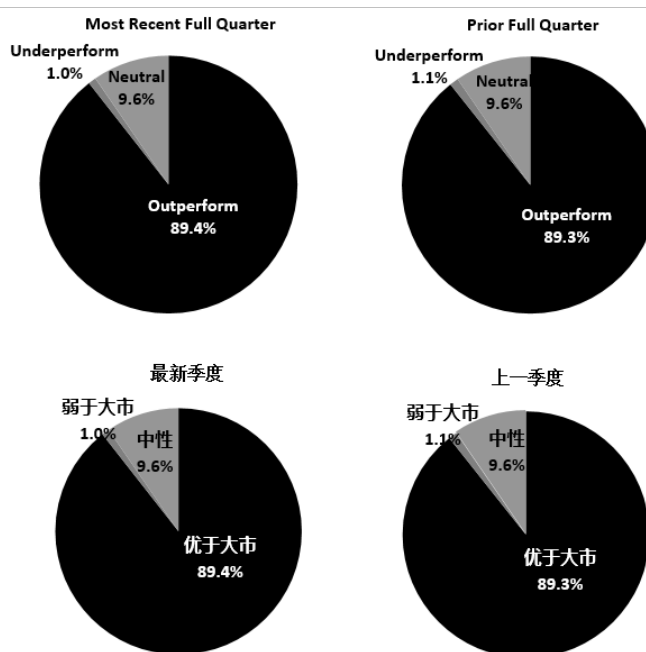 Most Recent Full Quarter
Underperform
1.0%
Neutral
9.6%
Outperform
89.4%
Prior Full Quarter
Underperform
1.1%
Neutral
9.6%
Outperform
89.3%
最新季度
弱于大市
1.0%
中性
9.6%
优于大市
89.4%
上一季度
弱于大市
1.1%
中性
9.6%
优于大市
89.3%